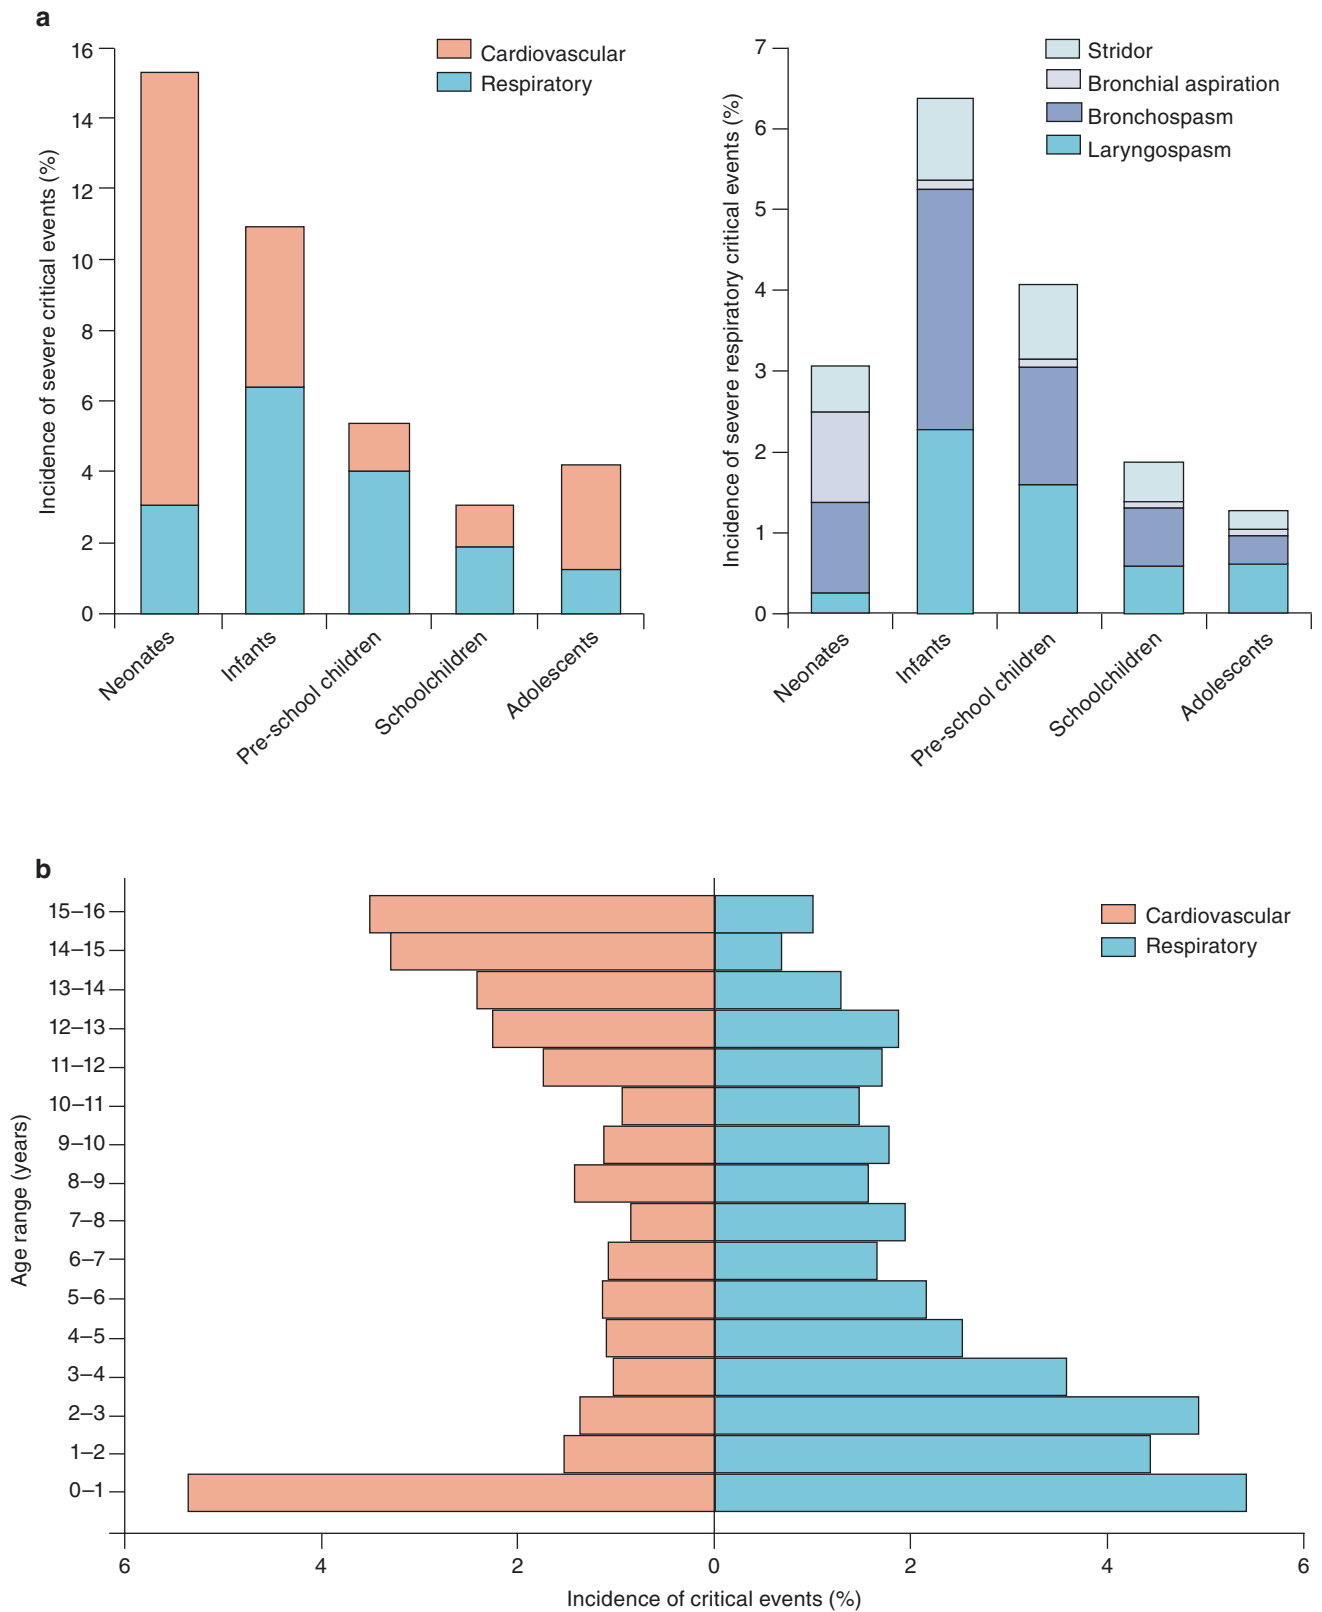 a
Incidence of severe critical events (%)
16
14
12
10
8
6
4
2
0
Cardiovascular
Respiratory
Neonates
Infants
Pre-school children
Schoolchildren
Adolescents
Incidence of severe respiratory critical events (%)
7
6
5
4
3
2
1
0
Stridor
Bronchial aspiration
Bronchospasm
Laryngospasm
Neonates
Infants
Pre-school children
Schoolchildren
Adolescents
b
Age range (years)
15–16
14–15
13–14
12–13
11–12
10–11
9–10
8–9
7–8
6–7
5–6
4–5
3–4
2–3
1–2
0–1
Cardiovascular
Respiratory
6 4 2 0 2 4 6
Incidence of critical events (%)